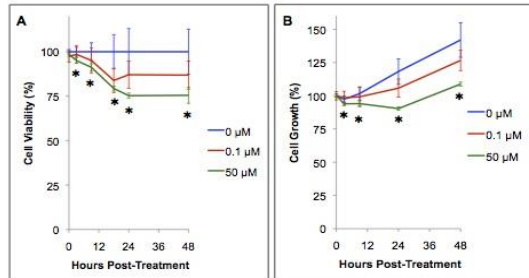 A
Cell Viability (%)
125
100
75
50
25
0
* * * * *
0 12 24 36 48
Hours Post-Treatment
0 µM
0.1 µM
50 µM
B
Cell Growth (%)
150
125
100
75
50
25
0
* * * *
0 12 24 36 48
Hours Post-Treatment
0 µM
0.1 µM
50 µM